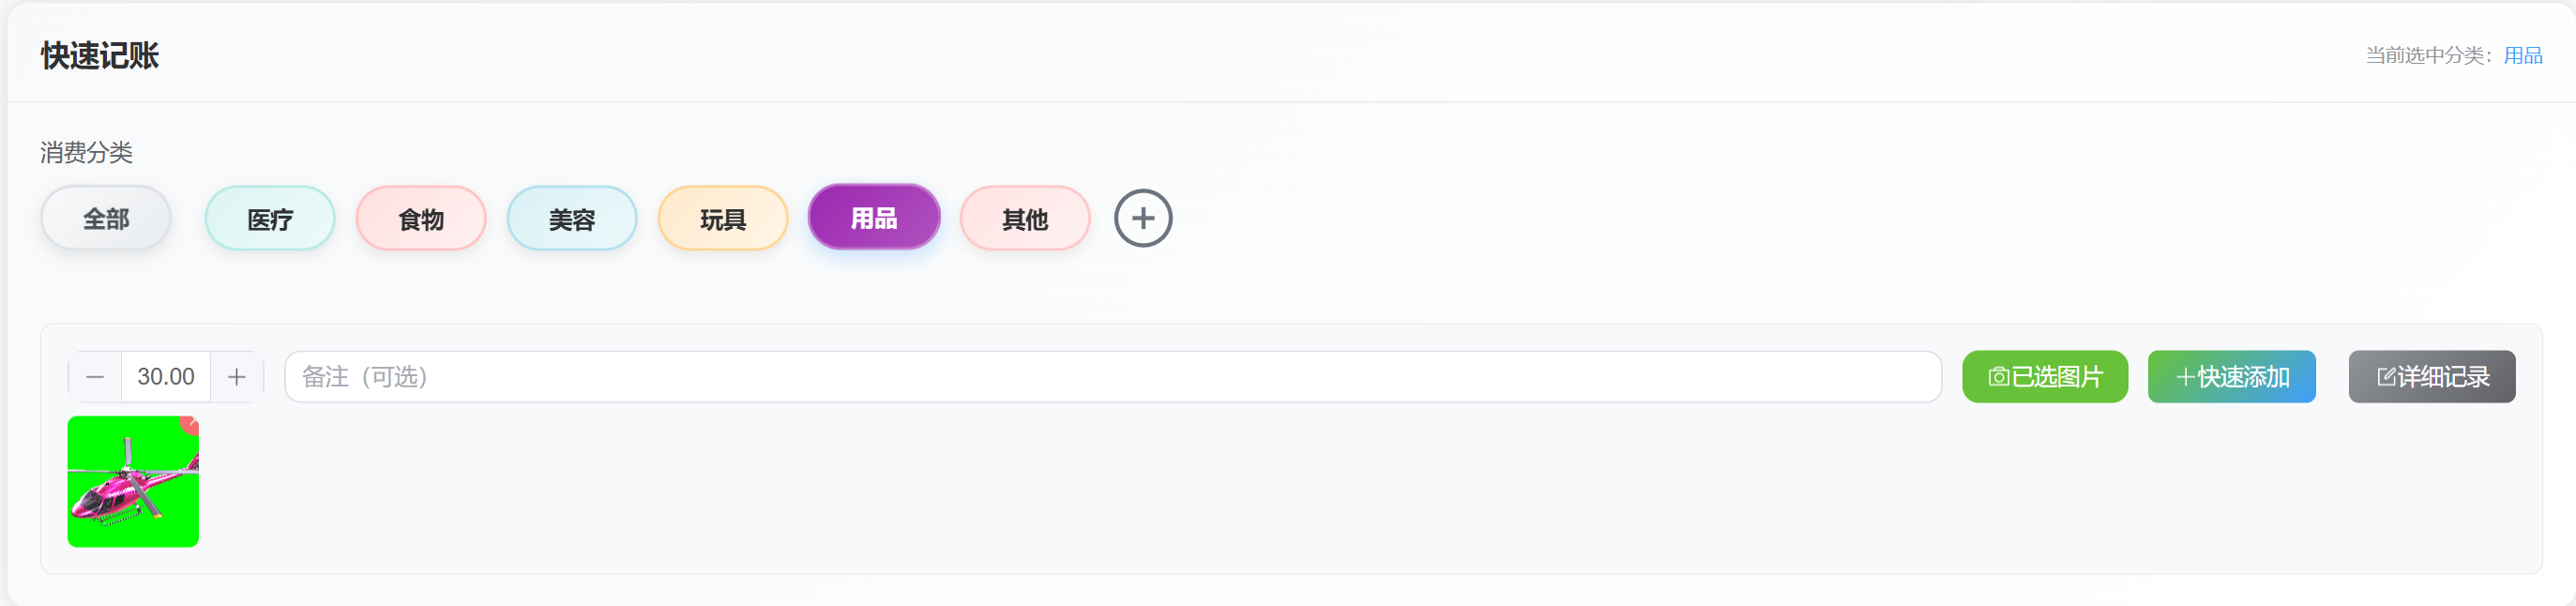 快速记账
当前选中分类：用品
消费分类
全部 医疗 食物 美容 玩具 用品 其他
30.00 备注（可选） 已选图片 快速添加 详细记录